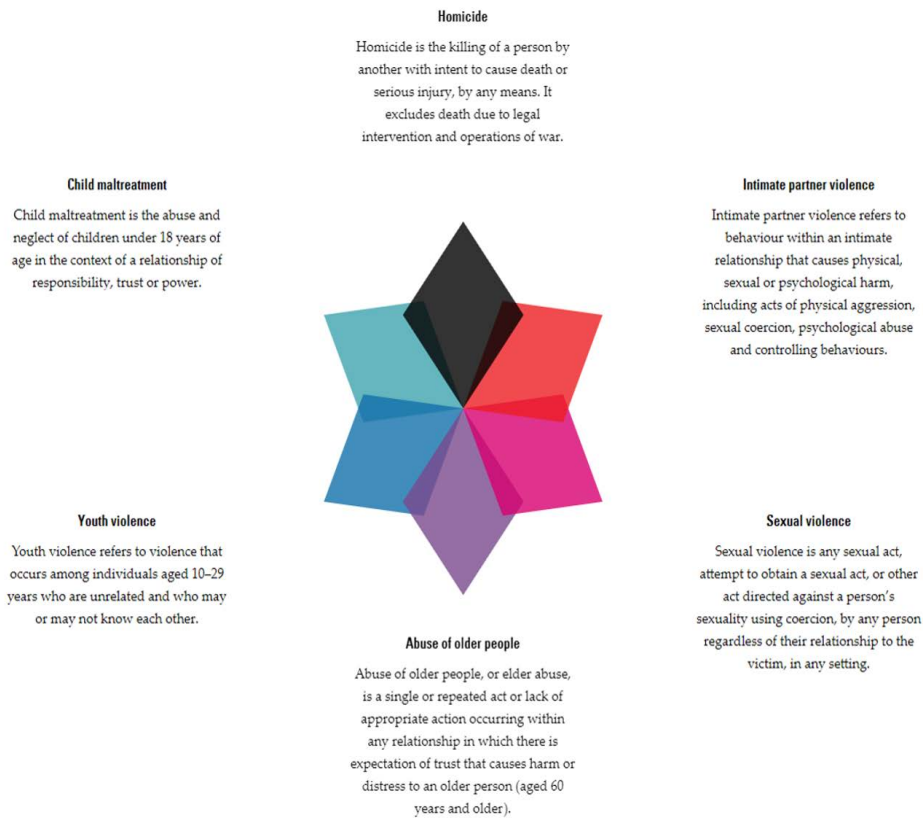 Homicide
Homicide is the killing of a person by
another with intent to cause death or
serious injury, by any means. It
excludes death due to legal
intervention and operations of war.
Child maltreatment
Child maltreatment is the abuse and
neglect of children under 18 years of
age in the context of a relationship of
responsibility, trust or power.
Intimate partner violence
Intimate partner violence refers to
behaviour within an intimate
relationship that causes physical,
sexual or psychological harm,
including acts of physical aggression,
sexual coercion, psychological abuse
and controlling behaviours.
Youth violence
Youth violence refers to violence that
occurs among individuals aged 10–29
years who are unrelated and who may
or may not know each other.
Sexual violence
Sexual violence is any sexual act,
attempt to obtain a sexual act, or other
act directed against a person's
sexuality using coercion, by any person
regardless of their relationship to the
victim, in any setting.
Abuse of older people
Abuse of older people, or elder abuse,
is a single or repeated act or lack of
appropriate action occurring within
any relationship in which there is
expectation of trust that causes harm or
distress to an older person (aged 60
years and older).